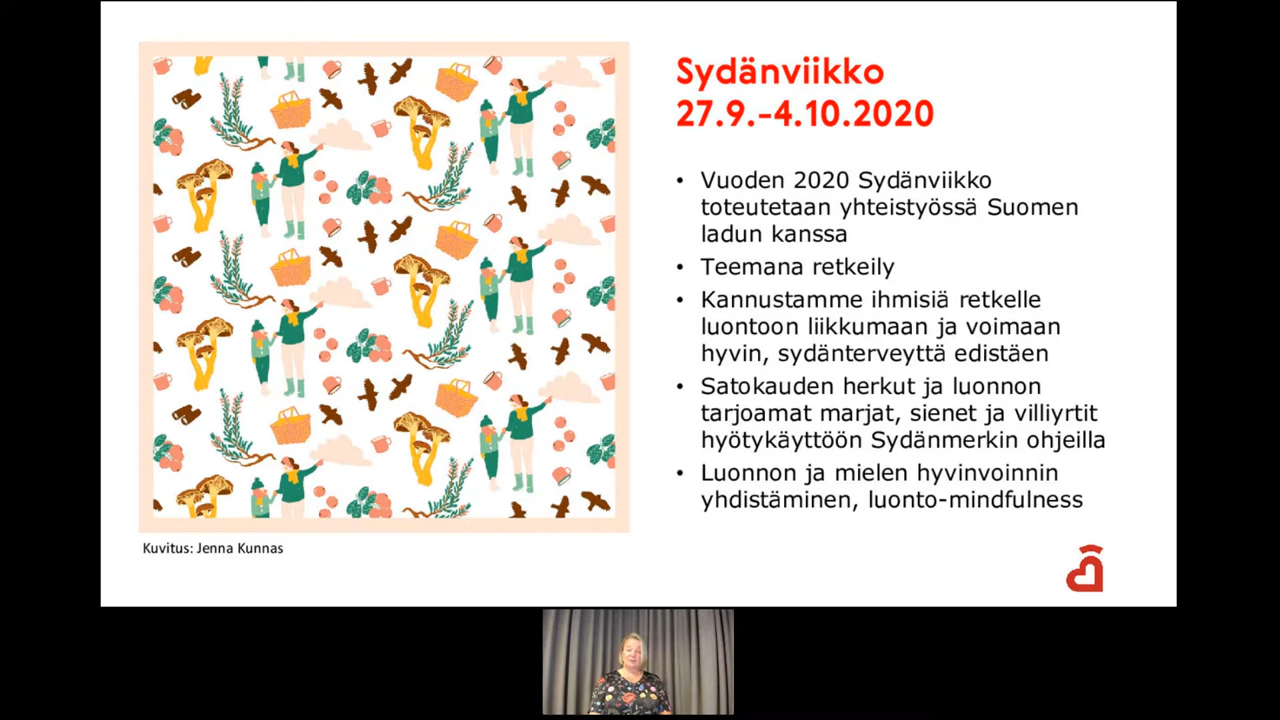 Sydänviikko
27.9.-4.10.2020
• Vuoden 2020 Sydänviikko
toteutetaan yhteistyössä Suomen
ladun kanssa
• Teemana retkeily
• Kannustamme ihmisiä retkelle
luontoon liikkumaan ja voimaan
hyvin, sydänterveyttä edistäen
• Satokauden herkut ja luonnon
tarjoamat marjat, sienet ja villiyrtit
hyötykäyttöön Sydänmerkin ohjeilla
• Luonnon ja mielen hyvinvoinnin
yhdistäminen, luonto-mindfulness
Kuvitus: Jenna Kunnas